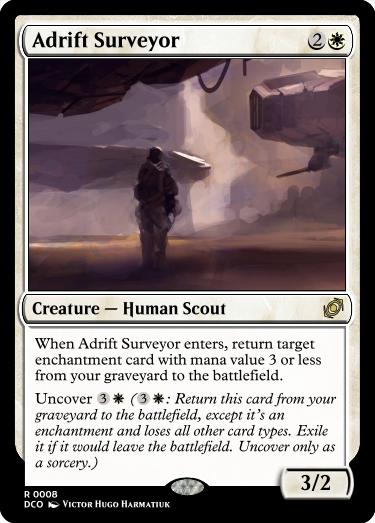 Adrift Surveyor 2
Creature — Human Scout
When Adrift Surveyor enters, return target
enchantment card with mana value 3 or less
from your graveyard to the battlefield.
Uncover 3 (3: Return this card from your
graveyard to the battlefield, except it's an
enchantment and loses all other card types. Exile
it if it would leave the battlefield. Uncover only as
a sorcery.)
3/2
R 0008
DCO Victor Hugo Harmatiuk